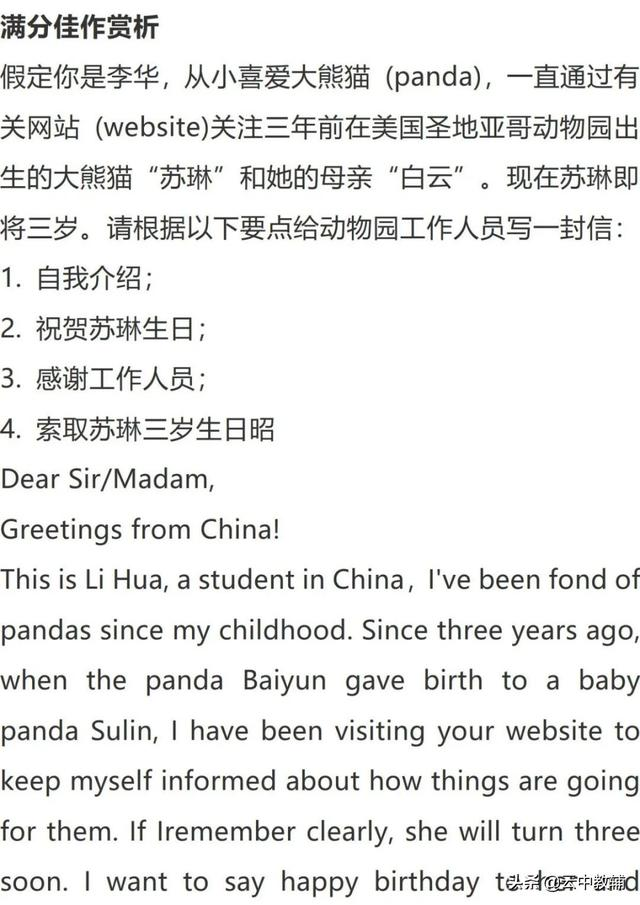 满分佳作赏析
假定你是李华，从小喜爱大熊猫 (panda)，一直通过有
关网站 (website)关注三年前在美国圣地亚哥动物园出
生的大熊猫“苏琳”和她的母亲“白云”。现在苏琳即
将三岁。请根据以下要点给动物园工作人员写一封信：
1. 自我介绍；
2. 祝贺苏琳生日；
3. 感谢工作人员；
4. 索取苏琳三岁生日昭
Dear Sir/Madam,
Greetings from China!
This is Li Hua, a student in China，I've been fond of
pandas since my childhood. Since three years ago,
when the panda Baiyun gave birth to a baby
panda Sulin, I have been visiting your website to
keep myself informed about how things are going
for them. If Iremember clearly, she will turn three
soon. I want to say happy birthday to her and
头条@云中教辅